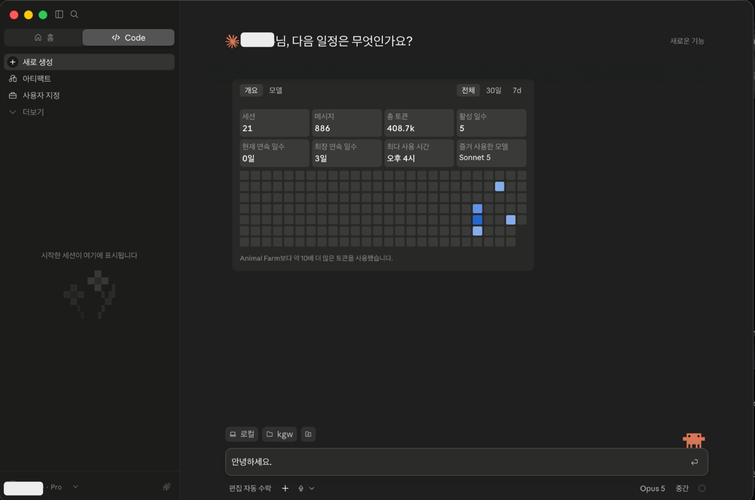 홈
Code
새로 생성
아티팩트
사용자 지정
더보기
시작한 세션이 여기에 표시됩니다
· Pro
님, 다음 일정은 무엇인가요?
새로운 기능
개요 모델
전체 30일 7d
세션 메시지 총 토큰 활성 일수
21 886 408.7k 5
현재 연속 일수 최장 연속 일수 최다 사용 시간 즐겨 사용한 모델
0일 3일 오후 4시 Sonnet 5
Animal Farm보다 약 10배 더 많은 토큰을 사용했습니다.
로컬 kgw
안녕하세요.
편집 자동 수락
Opus 5 중간